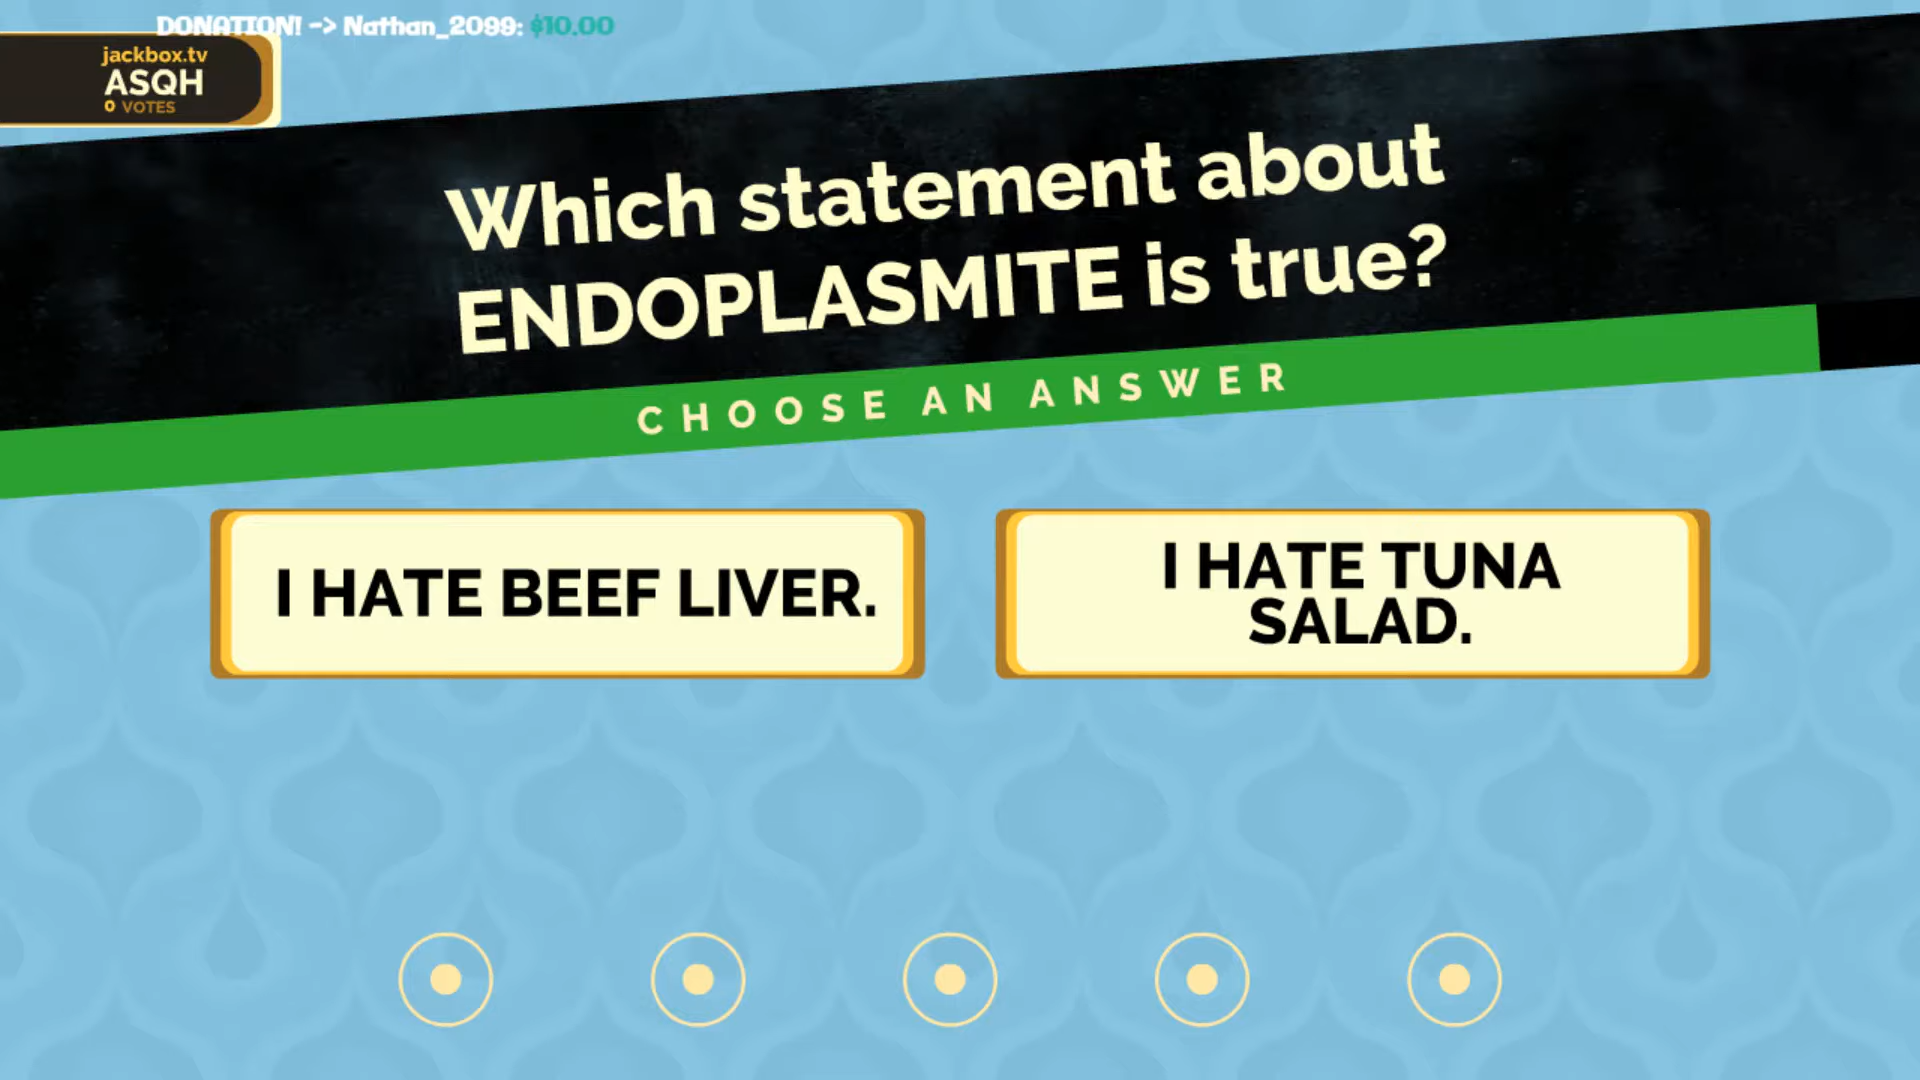 DONATION! -> Nathan_2099: $10.00
jackbox.tv
ASQH
0 VOTES
Which statement about
ENDOPLASMITE is true?
CHOOSE AN ANSWER
I HATE BEEF LIVER.
I HATE TUNA
SALAD.